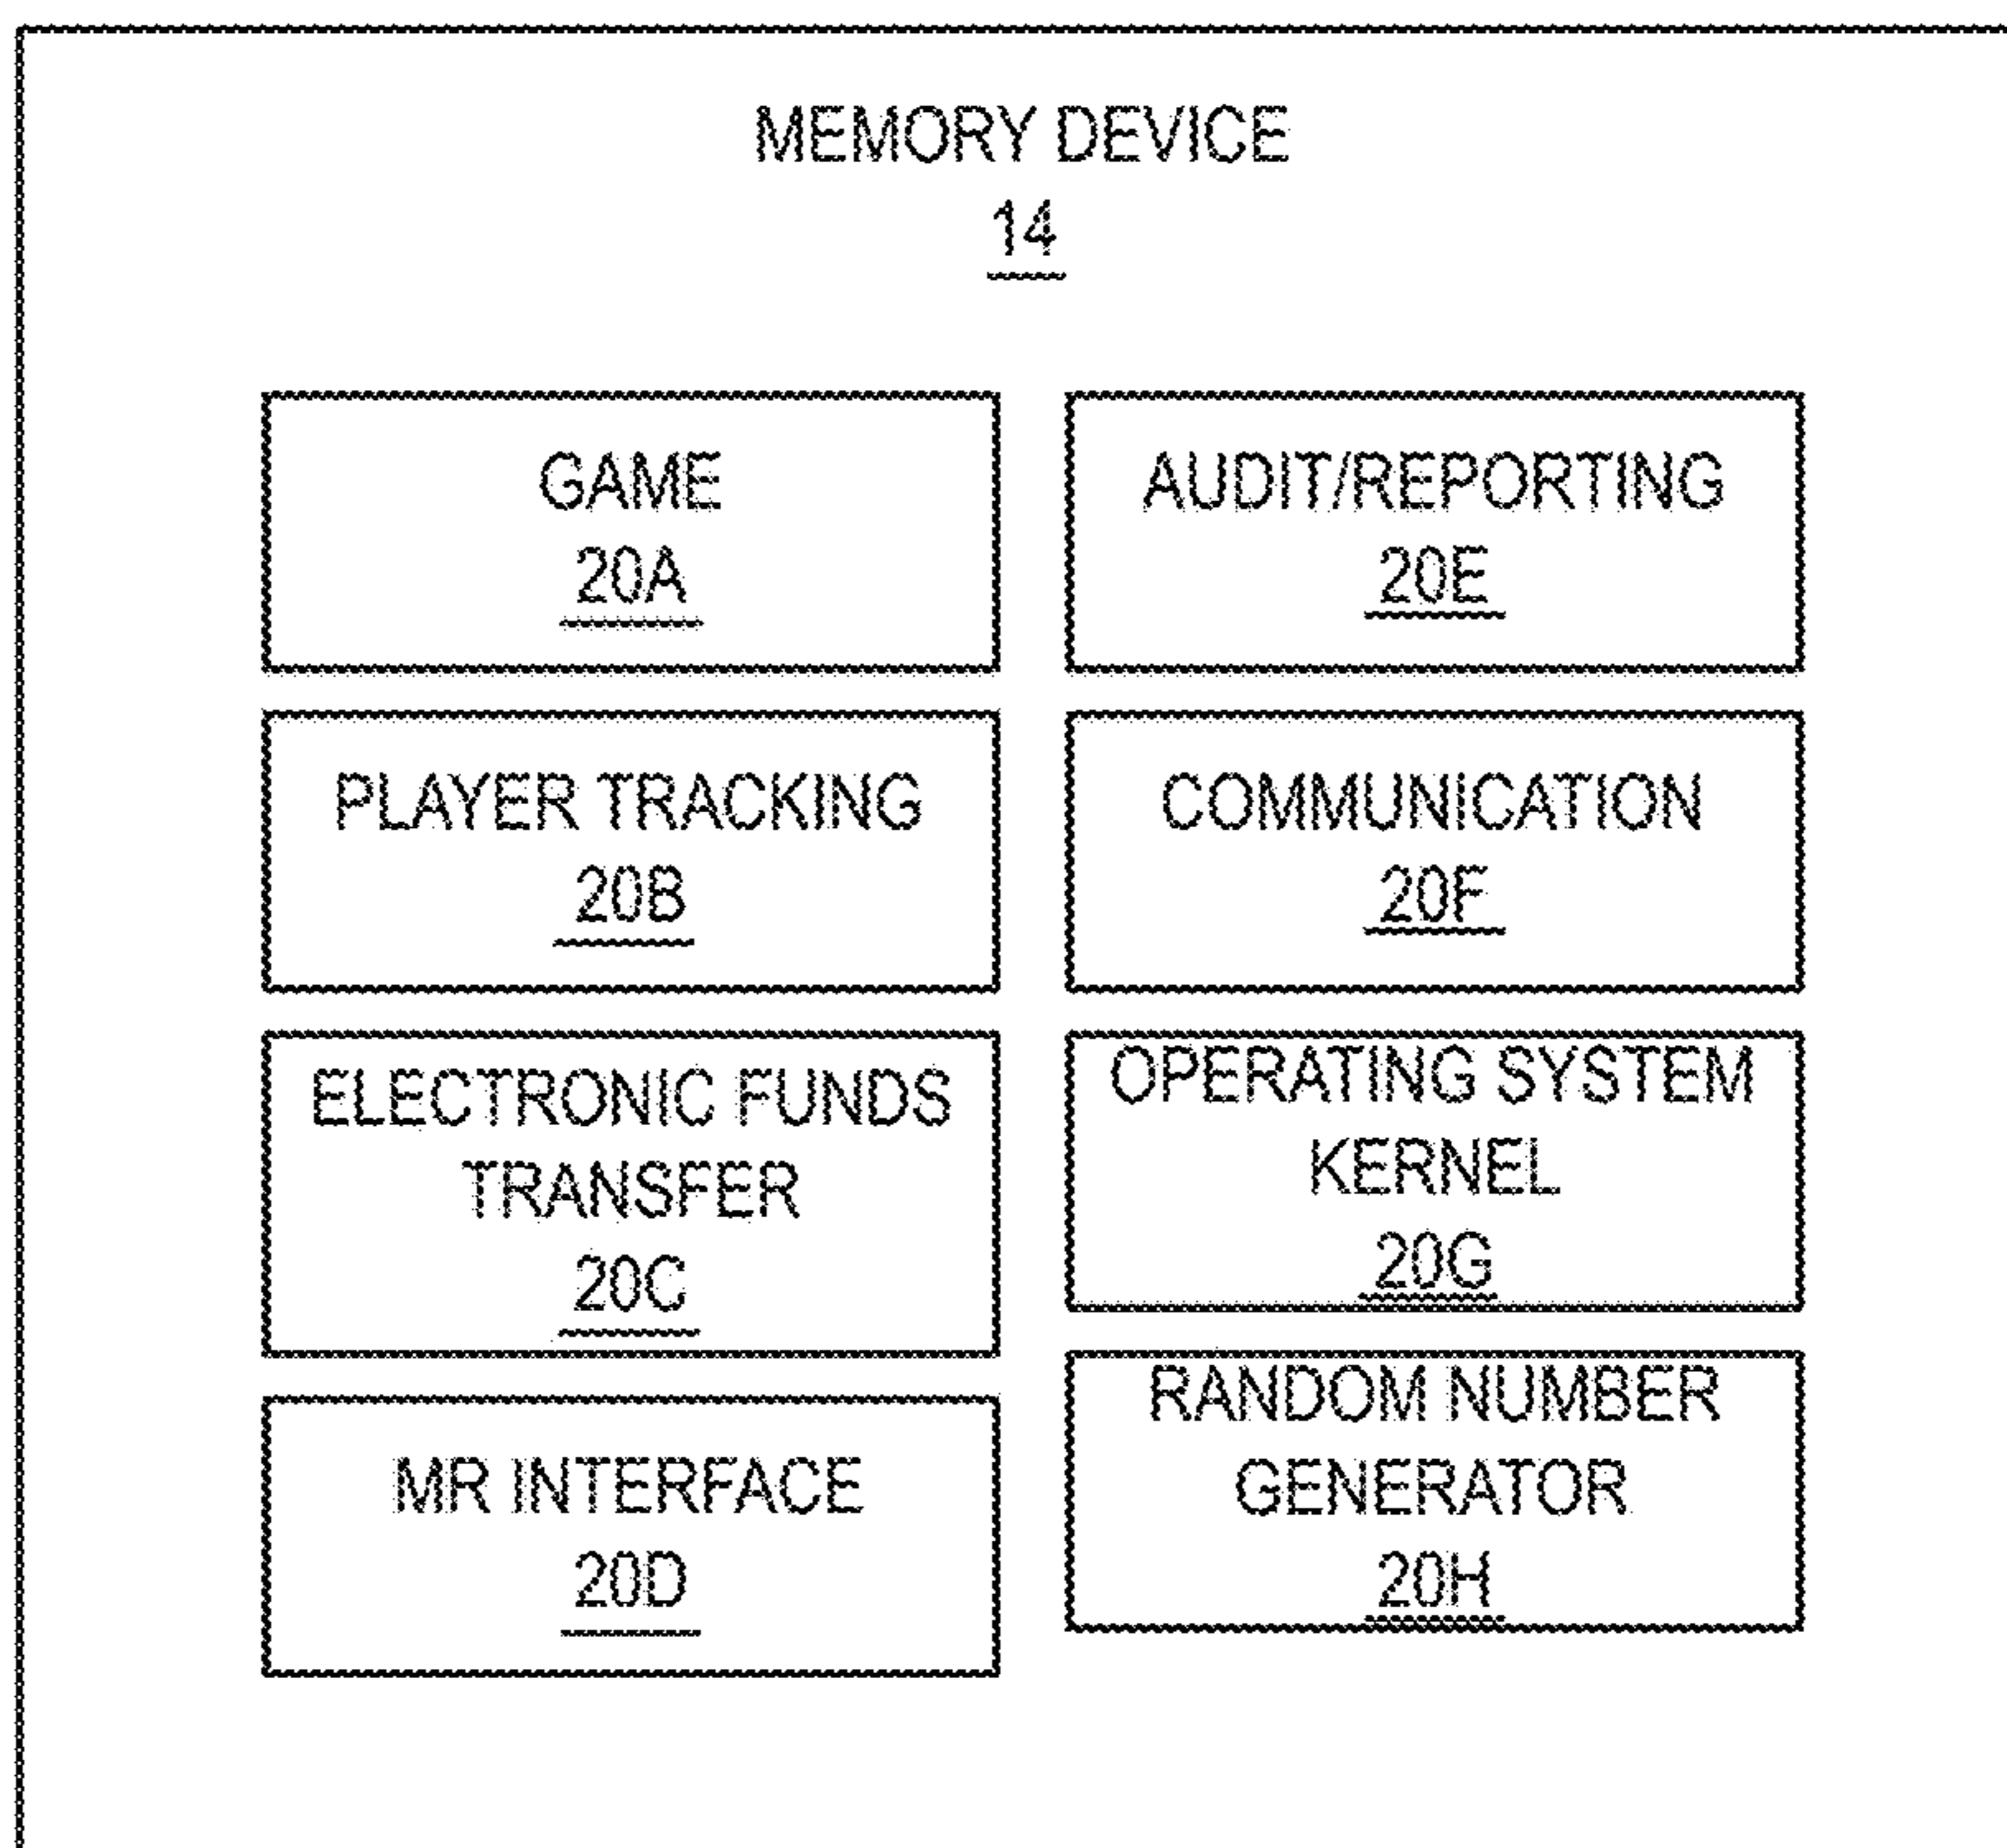 MEMORY DEVICE
14
GAME
20A
PLAYER TRACKING
20B
ELECTRONIC FUNDS
TRANSFER
20C
MR INTERFACE
20D
AUDIT/REPORTING
20E
COMMUNICATION
20F
OPERATING SYSTEM
KERNEL
20G
RANDOM NUMBER
GENERATOR
20H